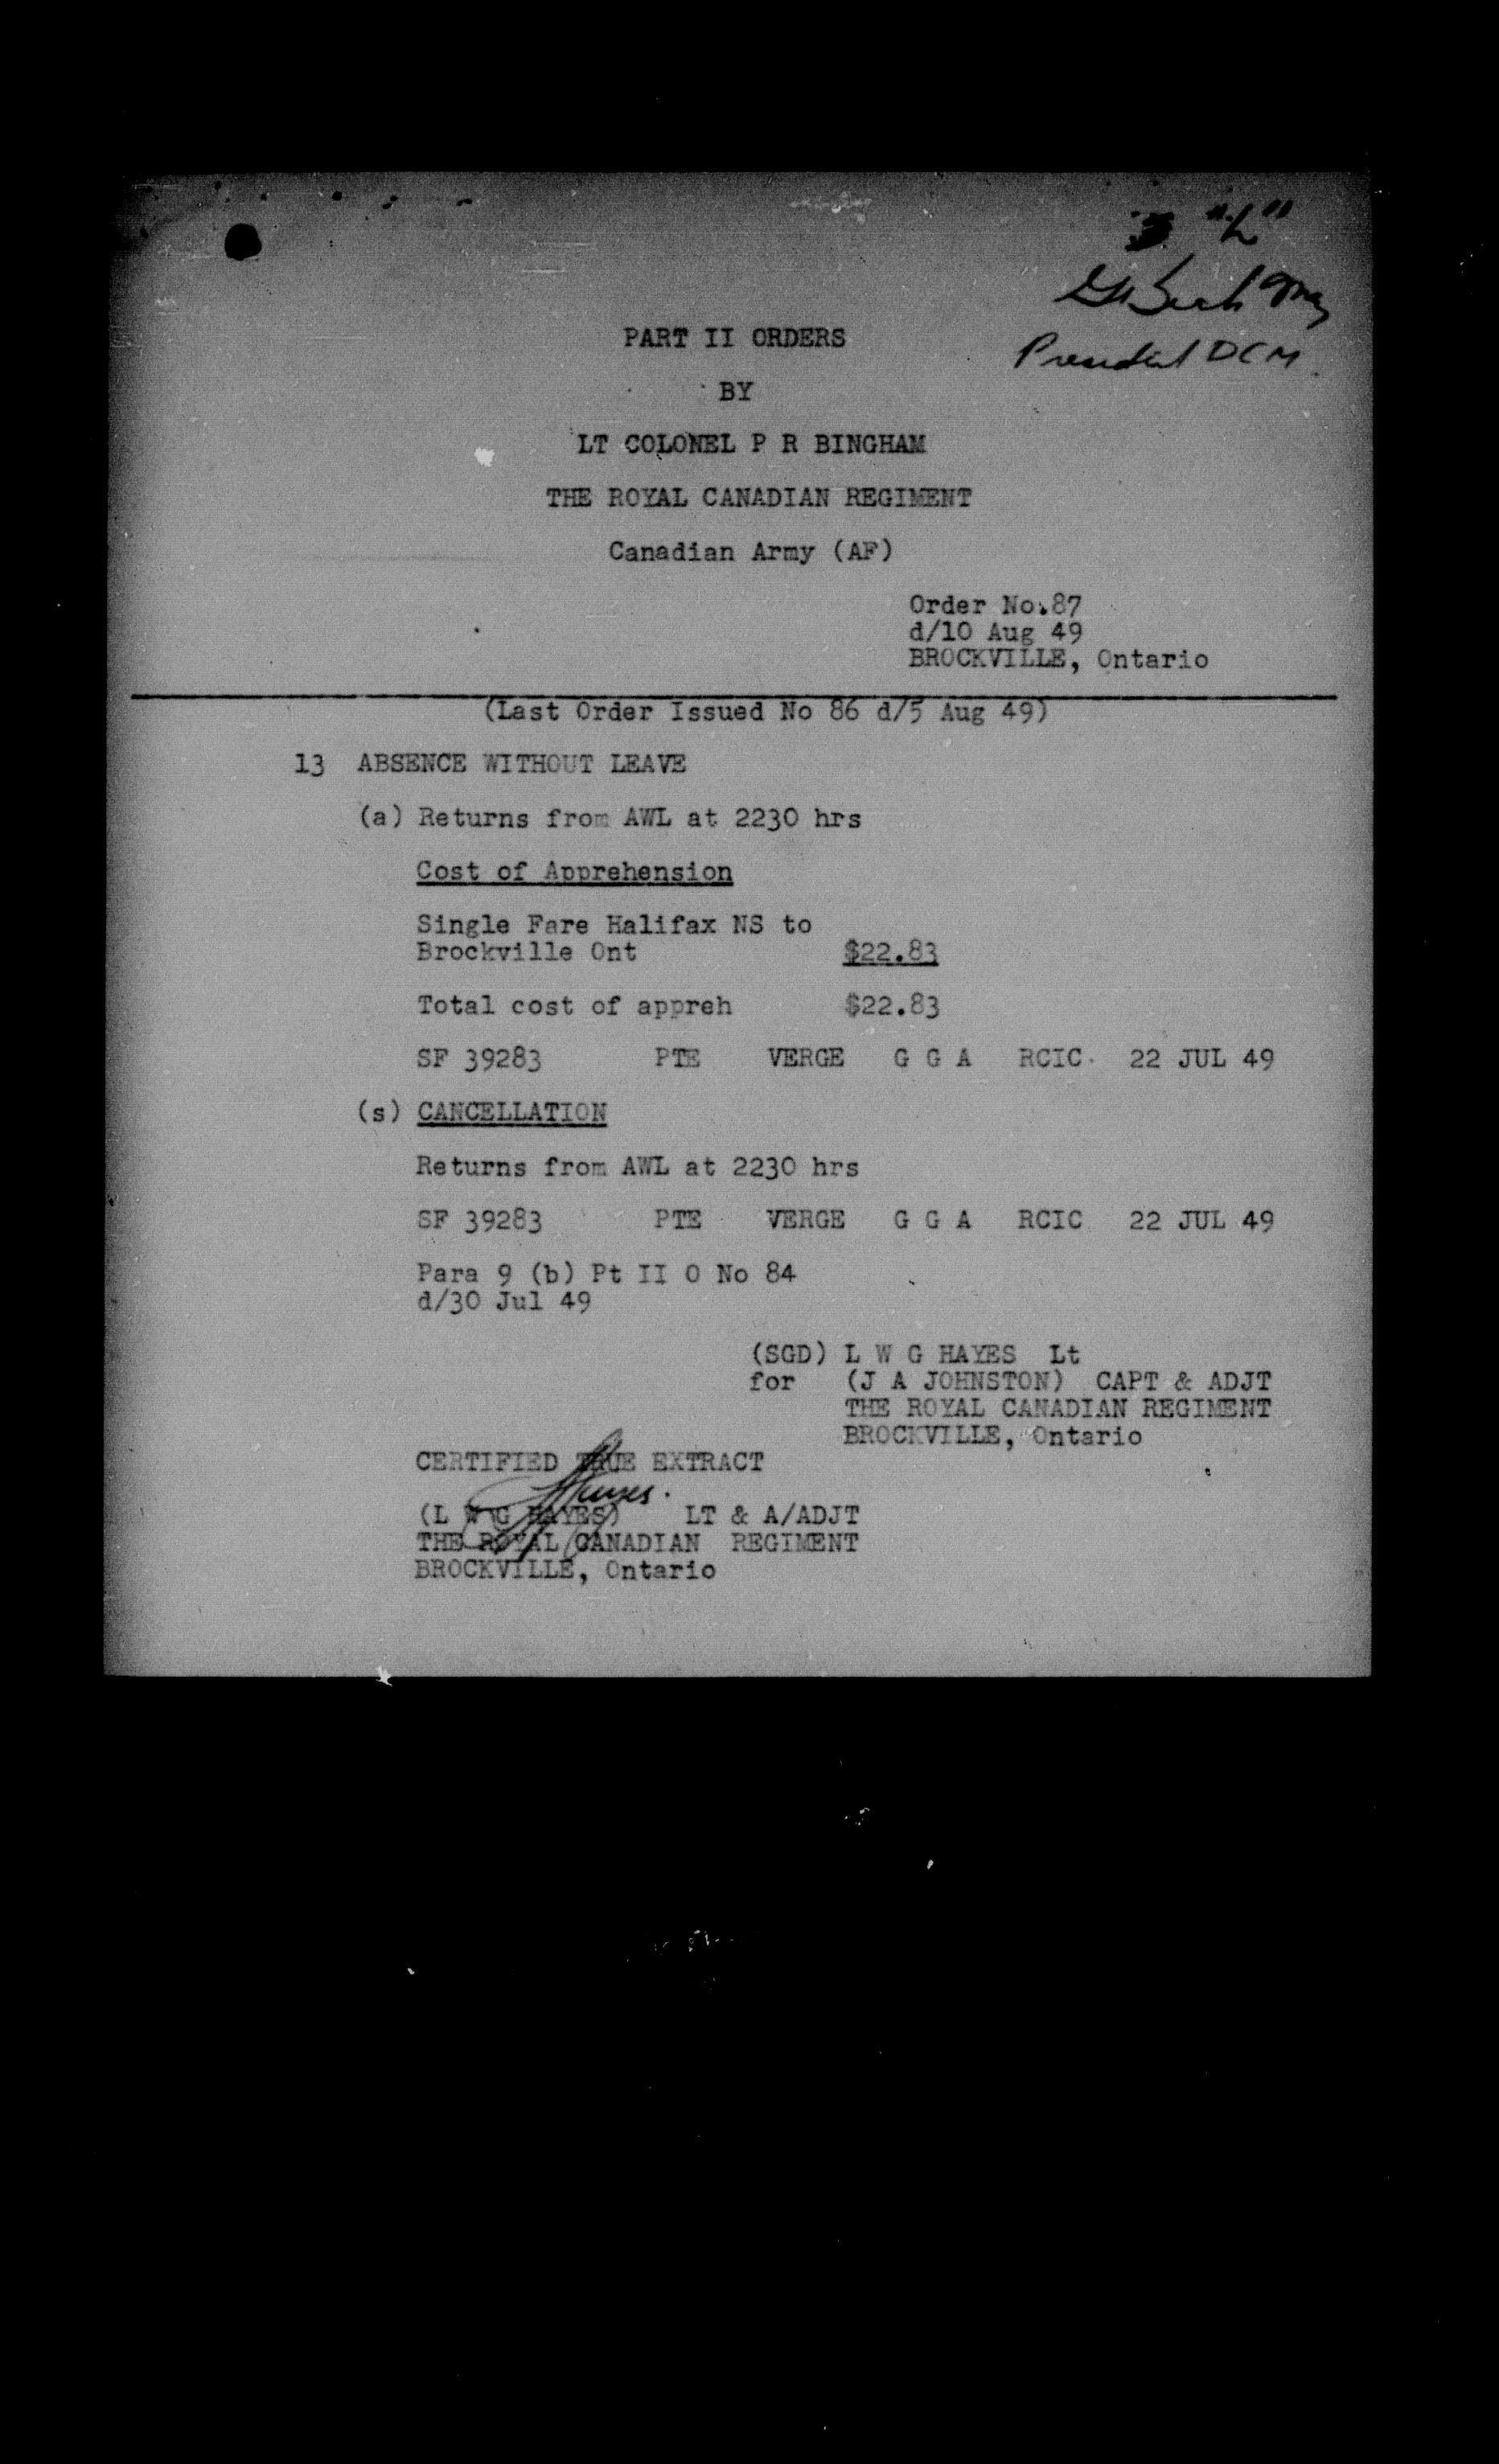 "L"
President DCM
PART II ORDERS
BY
LT COLONEL P R BINGHAM
THE ROYAL CANADIAN REGIMENT
Canadian Army (AF)
Order No.87
d/10 Aug 49
BROCKVILLE, Ontario
(Last Order Issued No 86 d/5 Aug 49)
13 ABSENCE WITHOUT LEAVE
(a) Returns from AWL at 2230 hrs
Cost of Apprehension
Single Fare Halifax NS to
Brockville Ont $22.83
Total cost of appreh $22.83
SF 39283 PTE VERGE G G A RCIC 22 JUL 49
(s) CANCELLATION
Returns from AWL at 2230 hrs
SF 39283 PTE VERGE G G A RCIC 22 JUL 49
Para 9 (b) Pt II O No 84
d/30 Jul 49
(SGD) L W G HAYES Lt
for (J A JOHNSTON) CAPT & ADJT
THE ROYAL CANADIAN REGIMENT
BROCKVILLE, Ontario
CERTIFIED TRUE EXTRACT
(L W G HAYES) LT & A/ADJT
THE ROYAL CANADIAN REGIMENT
BROCKVILLE, Ontario